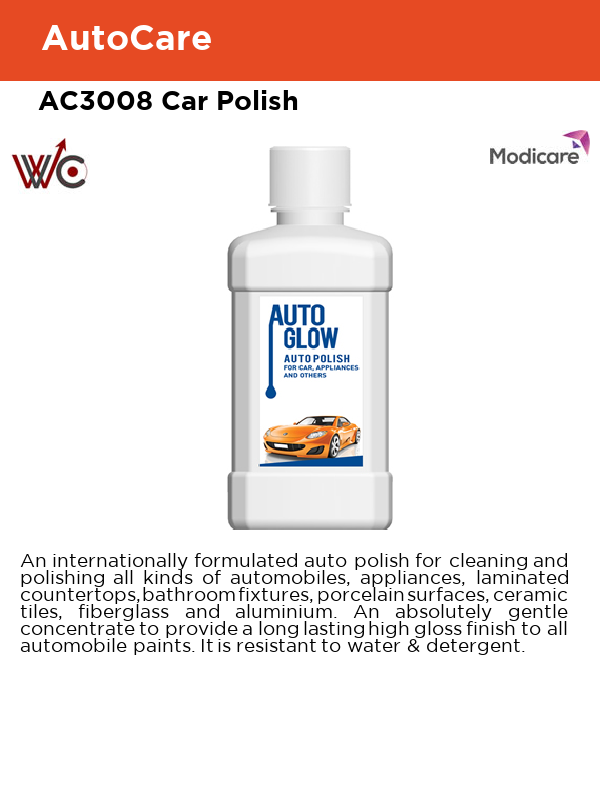 AutoCare
AC3008 Car Polish
WC
Modicare
AUTO
GLOW
AUTO POLISH
FOR CAR, APPLIANCES
AND OTHERS
An internationally formulated auto polish for cleaning and
polishing all kinds of automobiles, appliances, laminated
countertops, bathroom fixtures, porcelain surfaces, ceramic
tiles, fiberglass and aluminium. An absolutely gentle
concentrate to provide a long lasting high gloss finish to all
automobile paints. It is resistant to water & detergent.